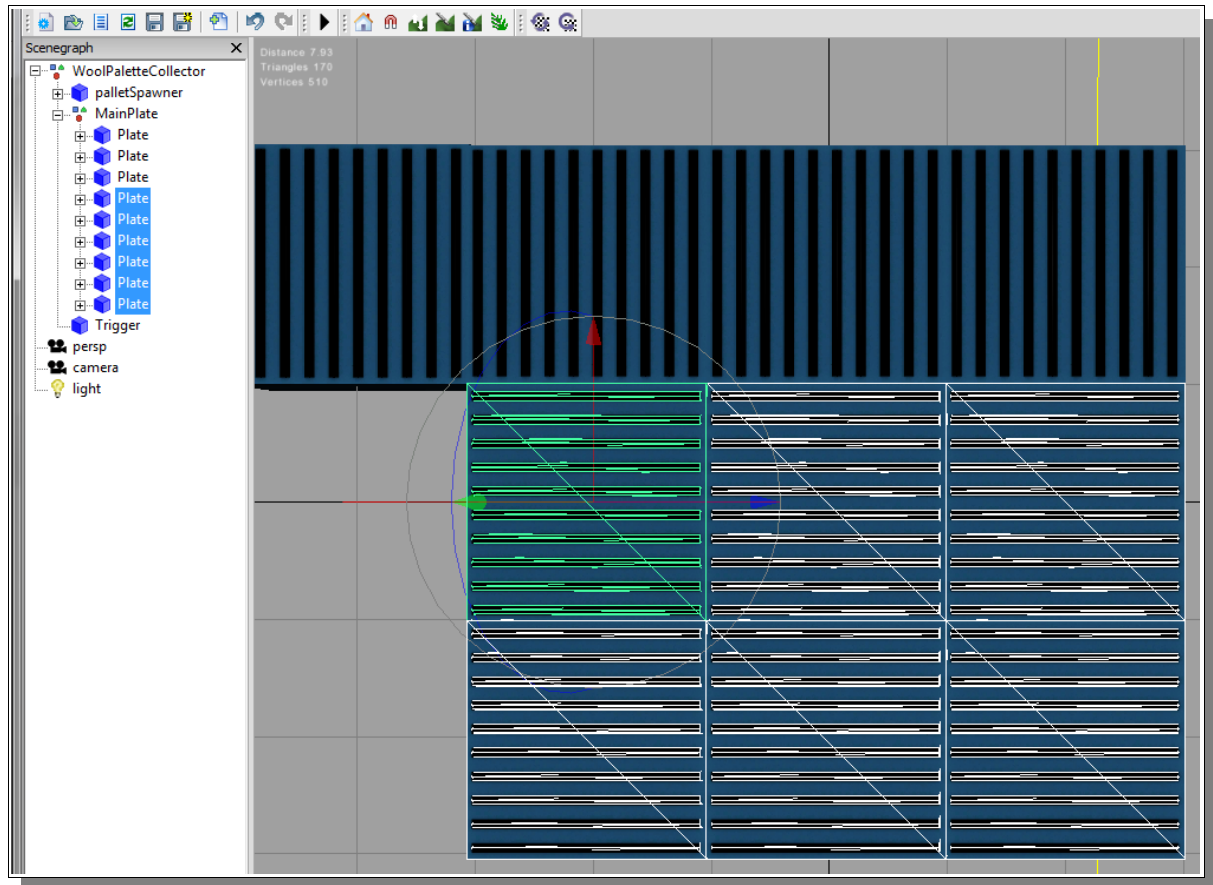 Scenegraph
WoolPaletteCollector
palletSpawner
MainPlate
Plate
Plate
Plate
Plate
Plate
Plate
Plate
Plate
Plate
Trigger
persp
camera
light
Distance 7.93
Triangles 170
Vertices 510